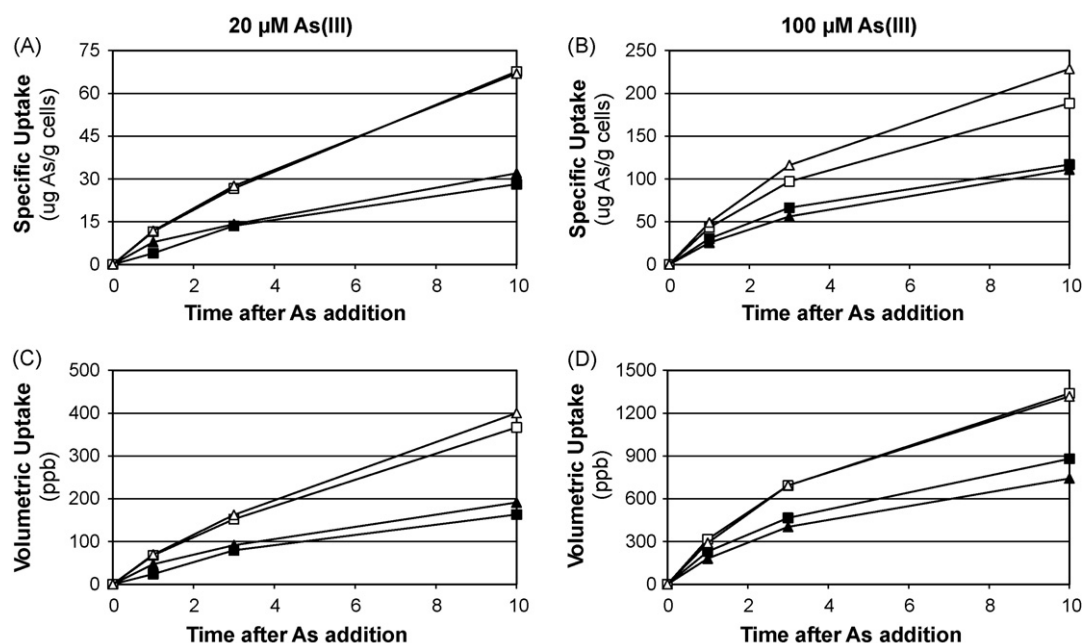 20 µM As(III)
100 µM As(III)
(A)
Specific Uptake
(ug As/g cells)
75
60
45
30
15
0
0 2 4 6 8 10
Time after As addition
(B)
Specific Uptake
(ug As/g cells)
250
200
150
100
50
0
0 2 4 6 8 10
Time after As addition
(C)
Volumetric Uptake
(ppb)
500
400
300
200
100
0
0 2 4 6 8 10
Time after As addition
(D)
Volumetric Uptake
(ppb)
1500
1200
900
600
300
0
0 2 4 6 8 10
Time after As addition